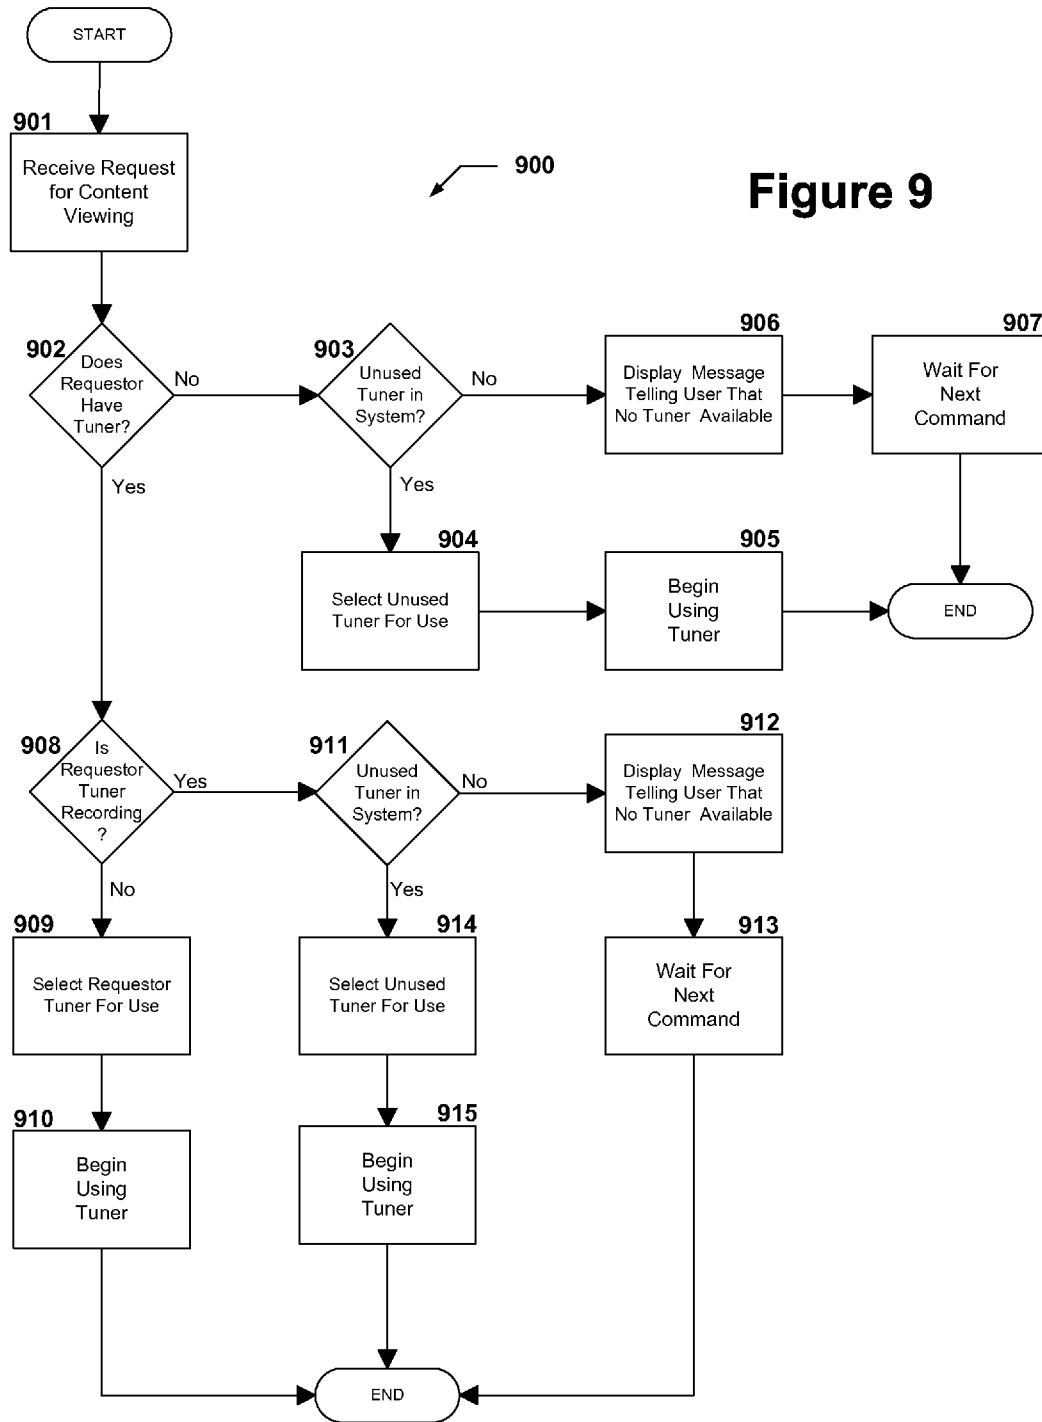 START
901
Receive Request
for Content
Viewing
900
Figure 9
902
Does
Requestor
Have
Tuner?
No
Yes
903
Unused
Tuner in
System?
No
Yes
906
Display Message
Telling User That
No Tuner Available
907
Wait For
Next
Command
904
Select Unused
Tuner For Use
905
Begin
Using
Tuner
END
908
Is
Requestor
Tuner
Recording
?
Yes
No
911
Unused
Tuner in
System?
No
Yes
912
Display Message
Telling User That
No Tuner Available
909
Select Requestor
Tuner For Use
914
Select Unused
Tuner For Use
913
Wait For
Next
Command
910
Begin
Using
Tuner
915
Begin
Using
Tuner
END